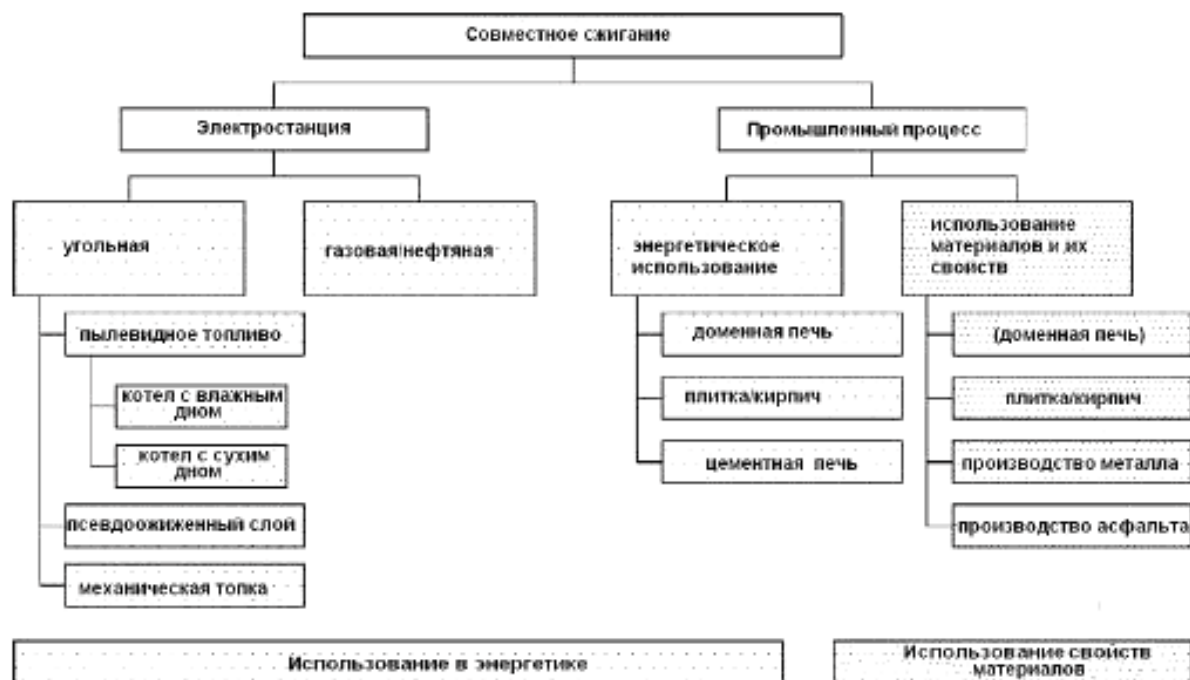 Совместное сжигание
Электростанция
Промышленный процесс
угольная
газовая/нефтяная
энергетическое
использование
использование
материалов и их
свойств
пылевидное топливо
котел с влажным
дном
котел с сухим
дном
псевдоожиженный слой
механическая топка
доменная печь
плитка/кирпич
цементная печь
(доменная печь)
плитка/кирпич
производство металла
производство асфальта
Использование в энергетике
Использование свойств
материалов